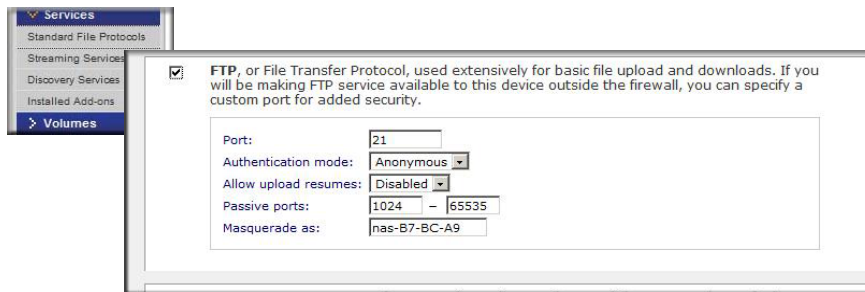 Services
Standard File Protocols
Streaming Services
Discovery Services
Installed Add-ons
Volumes
FTP, or File Transfer Protocol, used extensively for basic file upload and downloads. If you
will be making FTP service available to this device outside the firewall, you can specify a
custom port for added security.
Port: 21
Authentication mode: Anonymous
Allow upload resumes: Disabled
Passive ports: 1024 – 65535
Masquerade as: nas-B7-BC-A9